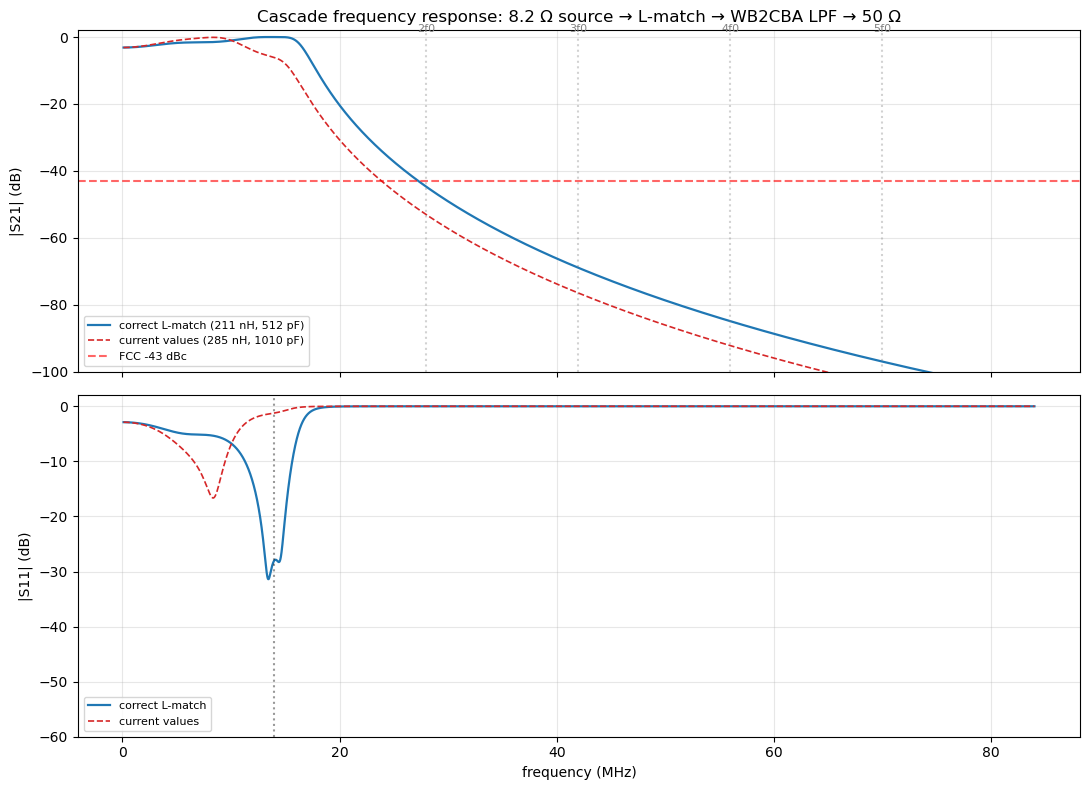 Cascade frequency response: 8.2 Ω source → L-match → WB2CBA LPF → 50 Ω
2f0 3f0 4f0 5f0
0
−20
−40
−60
−80
−100
|S21| (dB)
correct L-match (211 nH, 512 pF)
current values (285 nH, 1010 pF)
FCC -43 dBc
0
−10
−20
−30
−40
−50
−60
|S11| (dB)
correct L-match
current values
0 20 40 60 80
frequency (MHz)